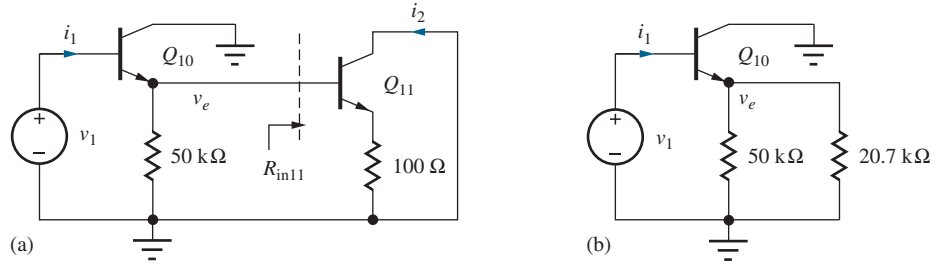 i1
Q10
v1
+
−
ve
50 kΩ
Rin11
i2
Q11
100 Ω
(a)
i1
Q10
v1
+
−
ve
50 kΩ
20.7 kΩ
(b)